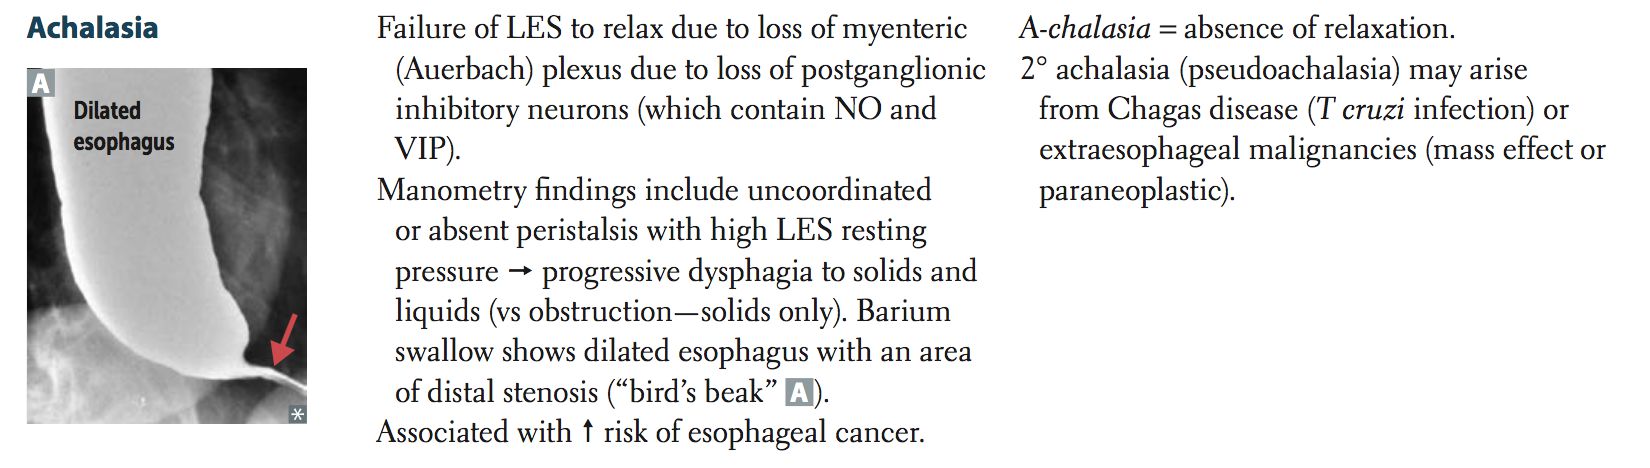 Achalasia
A
Dilated
esophagus
*
Failure of LES to relax due to loss of myenteric
(Auerbach) plexus due to loss of postganglionic
inhibitory neurons (which contain NO and
VIP).
Manometry findings include uncoordinated
or absent peristalsis with high LES resting
pressure → progressive dysphagia to solids and
liquids (vs obstruction—solids only). Barium
swallow shows dilated esophagus with an area
of distal stenosis (“bird’s beak” A).
Associated with ↑ risk of esophageal cancer.
A-chalasia = absence of relaxation.
2° achalasia (pseudoachalasia) may arise
from Chagas disease (T cruzi infection) or
extraesophageal malignancies (mass effect or
paraneoplastic).